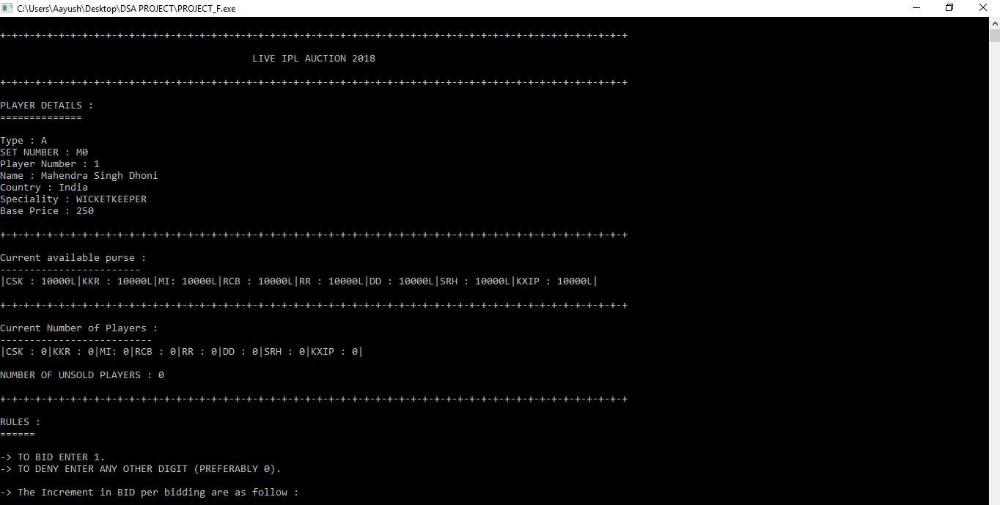 C:\Users\Aayush\Desktop\DSA PROJECT\PROJECT_F.exe
+-+-+-+-+-+-+-+-+-+-+-+-+-+-+-+-+-+-+-+-+-+-+-+-+-+-+-+-+-+-+-+-+-+-+-+-+-+-+-+-+-+-+-+-+-+-+-+-+-+-+-+-+-+
LIVE IPL AUCTION 2018
+-+-+-+-+-+-+-+-+-+-+-+-+-+-+-+-+-+-+-+-+-+-+-+-+-+-+-+-+-+-+-+-+-+-+-+-+-+-+-+-+-+-+-+-+-+-+-+-+-+-+-+-+-+
PLAYER DETAILS :
==============
Type : A
SET NUMBER : M0
Player Number : 1
Name : Mahendra Singh Dhoni
Country : India
Speciality : WICKETKEEPER
Base Price : 250
+-+-+-+-+-+-+-+-+-+-+-+-+-+-+-+-+-+-+-+-+-+-+-+-+-+-+-+-+-+-+-+-+-+-+-+-+-+-+-+-+-+-+-+-+-+-+-+-+-+-+-+-+-+
Current available purse :
------------------------
|CSK : 10000L|KKR : 10000L|MI: 10000L|RCB : 10000L|RR : 10000L|DD : 10000L|SRH : 10000L|KXIP : 10000L|
+-+-+-+-+-+-+-+-+-+-+-+-+-+-+-+-+-+-+-+-+-+-+-+-+-+-+-+-+-+-+-+-+-+-+-+-+-+-+-+-+-+-+-+-+-+-+-+-+-+-+-+-+-+
Current Number of Players :
--------------------------
|CSK : 0|KKR : 0|MI: 0|RCB : 0|RR : 0|DD : 0|SRH : 0|KXIP : 0|
NUMBER OF UNSOLD PLAYERS : 0
+-+-+-+-+-+-+-+-+-+-+-+-+-+-+-+-+-+-+-+-+-+-+-+-+-+-+-+-+-+-+-+-+-+-+-+-+-+-+-+-+-+-+-+-+-+-+-+-+-+-+-+-+-+
RULES :
======
-> TO BID ENTER 1.
-> TO DENY ENTER ANY OTHER DIGIT (PREFERABLY 0).
-> The Increment in BID per bidding are as follow :